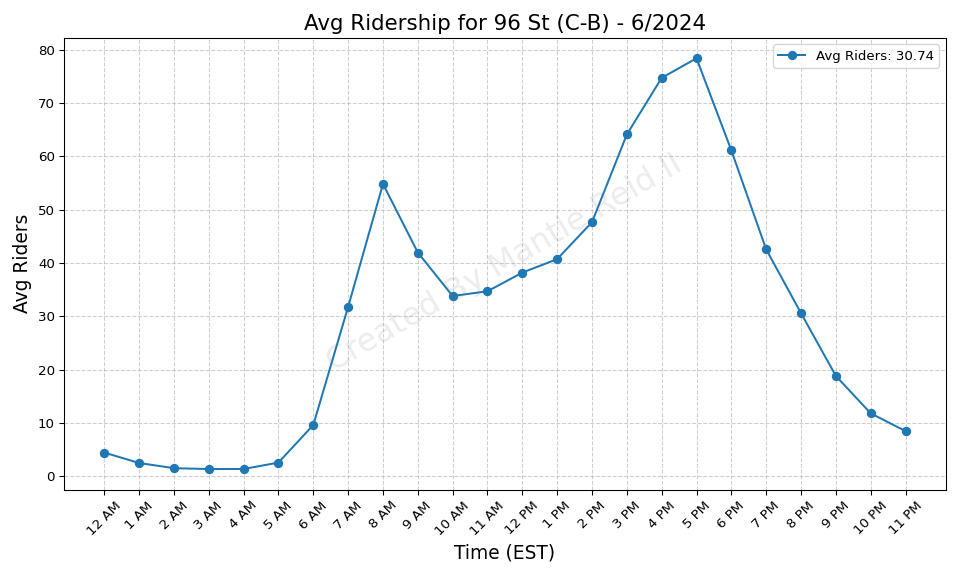 Avg Ridership for 96 St (C-B) - 6/2024
Avg Riders: 30.74
80
70
60
50
40
30
20
10
0
Avg Riders
Created By Mantie Reid II
12 AM
1 AM
2 AM
3 AM
4 AM
5 AM
6 AM
7 AM
8 AM
9 AM
10 AM
11 AM
12 PM
1 PM
2 PM
3 PM
4 PM
5 PM
6 PM
7 PM
8 PM
9 PM
10 PM
11 PM
Time (EST)